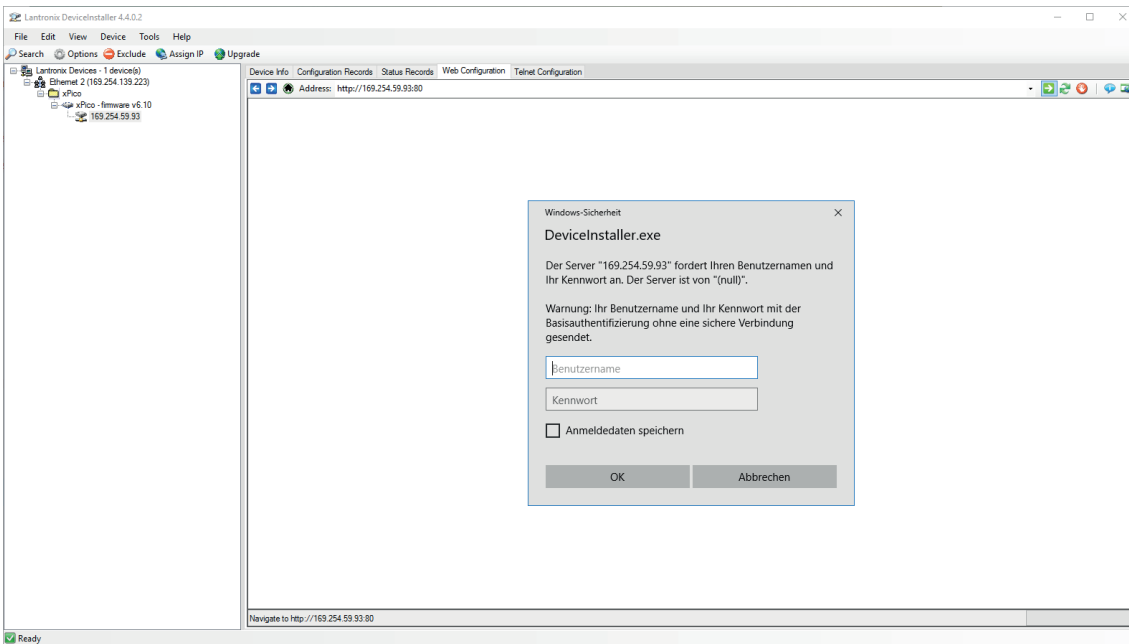 Lantronix DeviceInstaller 4.4.0.2
File Edit View Device Tools Help
Search Options Exclude Assign IP Upgrade
Lantronix Devices - 1 device(s)
Ethernet 2 (169.254.139.223)
xPico
xPico - firmware v6.10
169.254.59.93
Device Info Configuration Records Status Records Web Configuration Telnet Configuration
Address: http://169.254.59.93:80
Windows-Sicherheit
DeviceInstaller.exe
Der Server "169.254.59.93" fordert Ihren Benutzernamen und
Ihr Kennwort an. Der Server ist von "(null)".
Warnung: Ihr Benutzername und Ihr Kennwort mit der
Basisauthentifizierung ohne eine sichere Verbindung
gesendet.
Benutzername
Kennwort
Anmeldedaten speichern
OK Abbrechen
Navigate to http://169.254.59.93:80
Ready